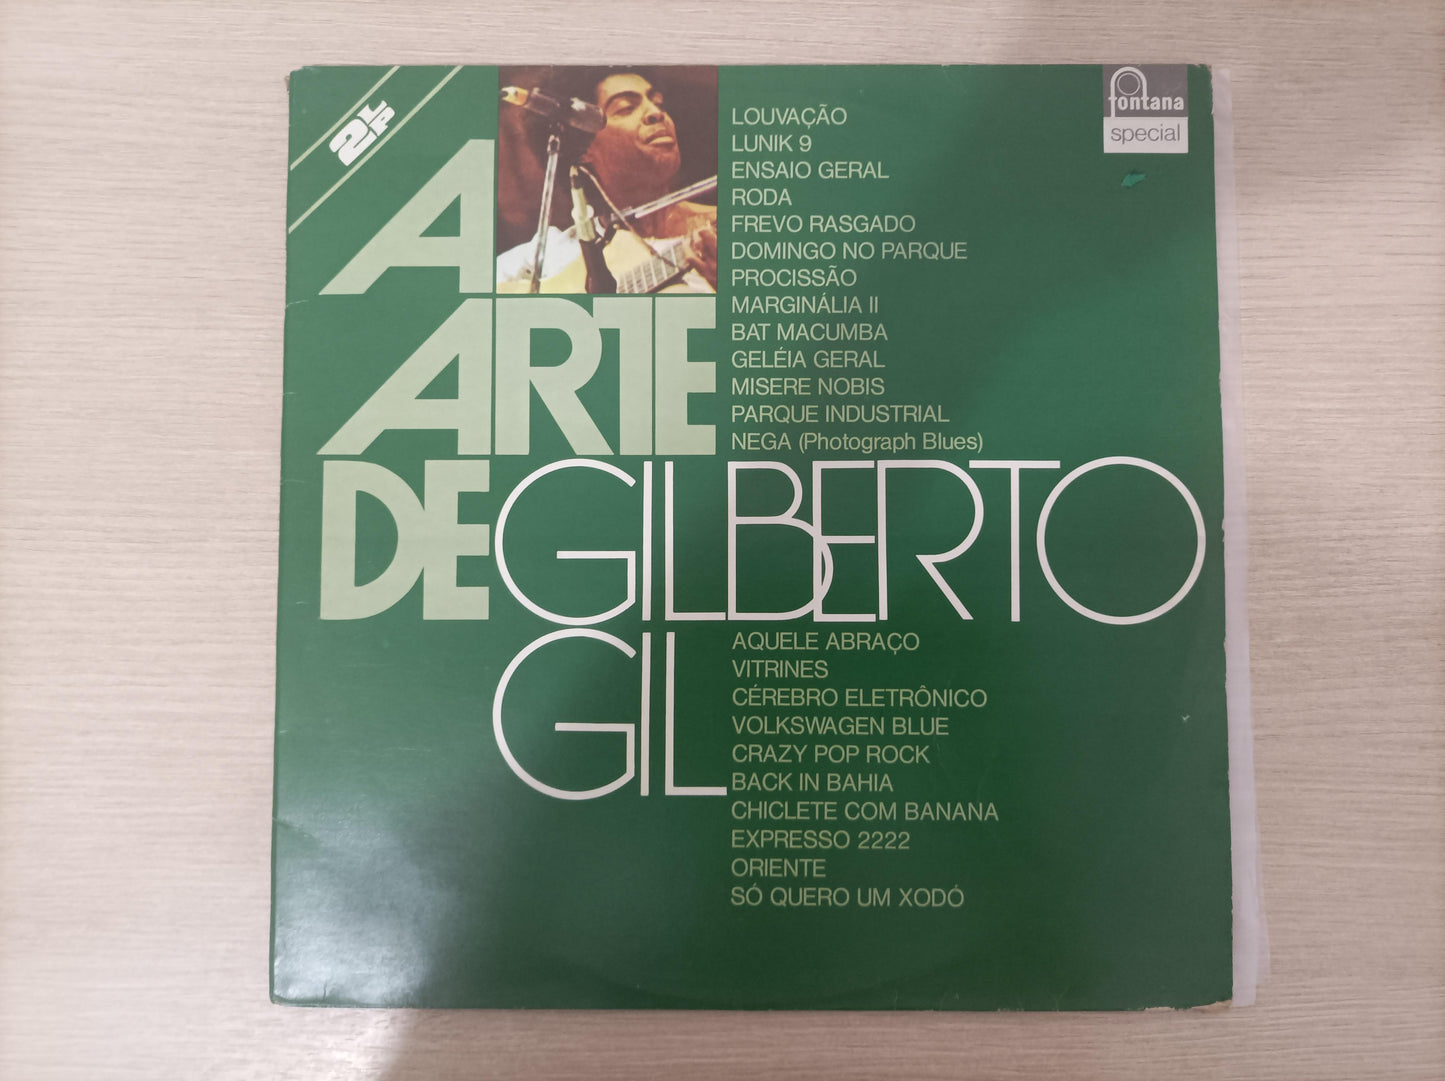 2LP
fontana
special
LOUVAÇÃO
LUNIK 9
ENSAIO GERAL
RODA
FREVO RASGADO
DOMINGO NO PARQUE
PROCISSÃO
MARGINÁLIA II
BAT MACUMBA
GELÉIA GERAL
MISERE NOBIS
PARQUE INDUSTRIAL
NEGA (Photograph Blues)
A
ARTE
DE GILBERTO
GIL
AQUELE ABRAÇO
VITRINES
CÉREBRO ELETRÔNICO
VOLKSWAGEN BLUE
CRAZY POP ROCK
BACK IN BAHIA
CHICLETE COM BANANA
EXPRESSO 2222
ORIENTE
SÓ QUERO UM XODÓ